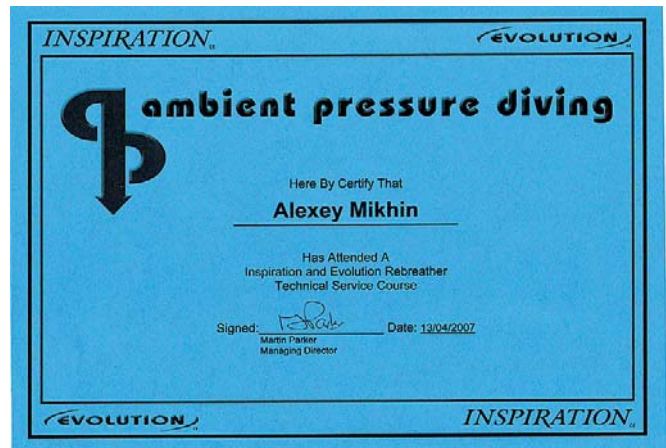 INSPIRATION
EVOLUTION
ambient pressure diving
Here By Certify That
Alexey Mikhin
Has Attended A
Inspiration and Evolution Rebreather
Technical Service Course
Signed: Date: 13/04/2007
Martin Parker
Managing Director
EVOLUTION
INSPIRATION